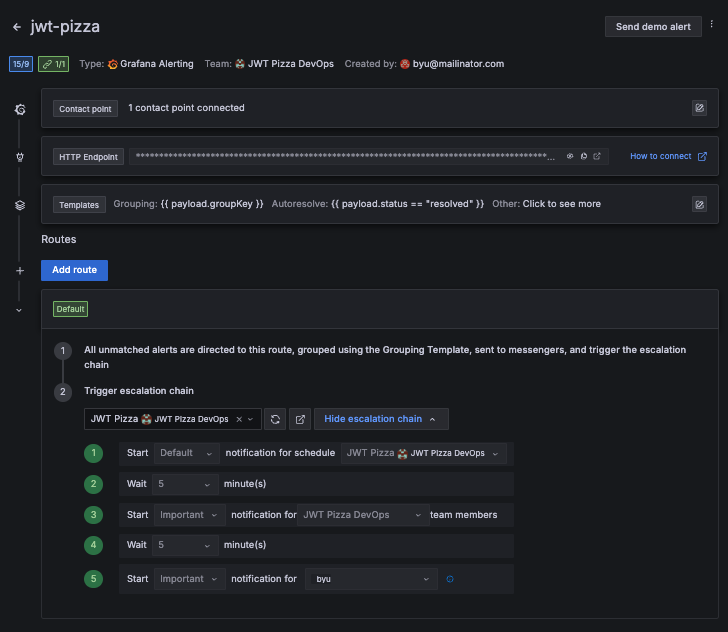 jwt-pizza
Send demo alert
15/9 1/1 Type: Grafana Alerting Team: JWT Pizza DevOps Created by: byu@mailinator.com
Contact point 1 contact point connected
HTTP Endpoint ****************************************************************************************... How to connect
Templates Grouping: {{ payload.groupKey }} Autoresolve: {{ payload.status == "resolved" }} Other: Click to see more
Routes
Add route
Default
1 All unmatched alerts are directed to this route, grouped using the Grouping Template, sent to messengers, and trigger the escalation
chain
2 Trigger escalation chain
JWT Pizza JWT Pizza DevOps Hide escalation chain
1 Start Default notification for schedule JWT Pizza JWT Pizza DevOps
2 Wait 5 minute(s)
3 Start Important notification for JWT Pizza DevOps team members
4 Wait 5 minute(s)
5 Start Important notification for byu